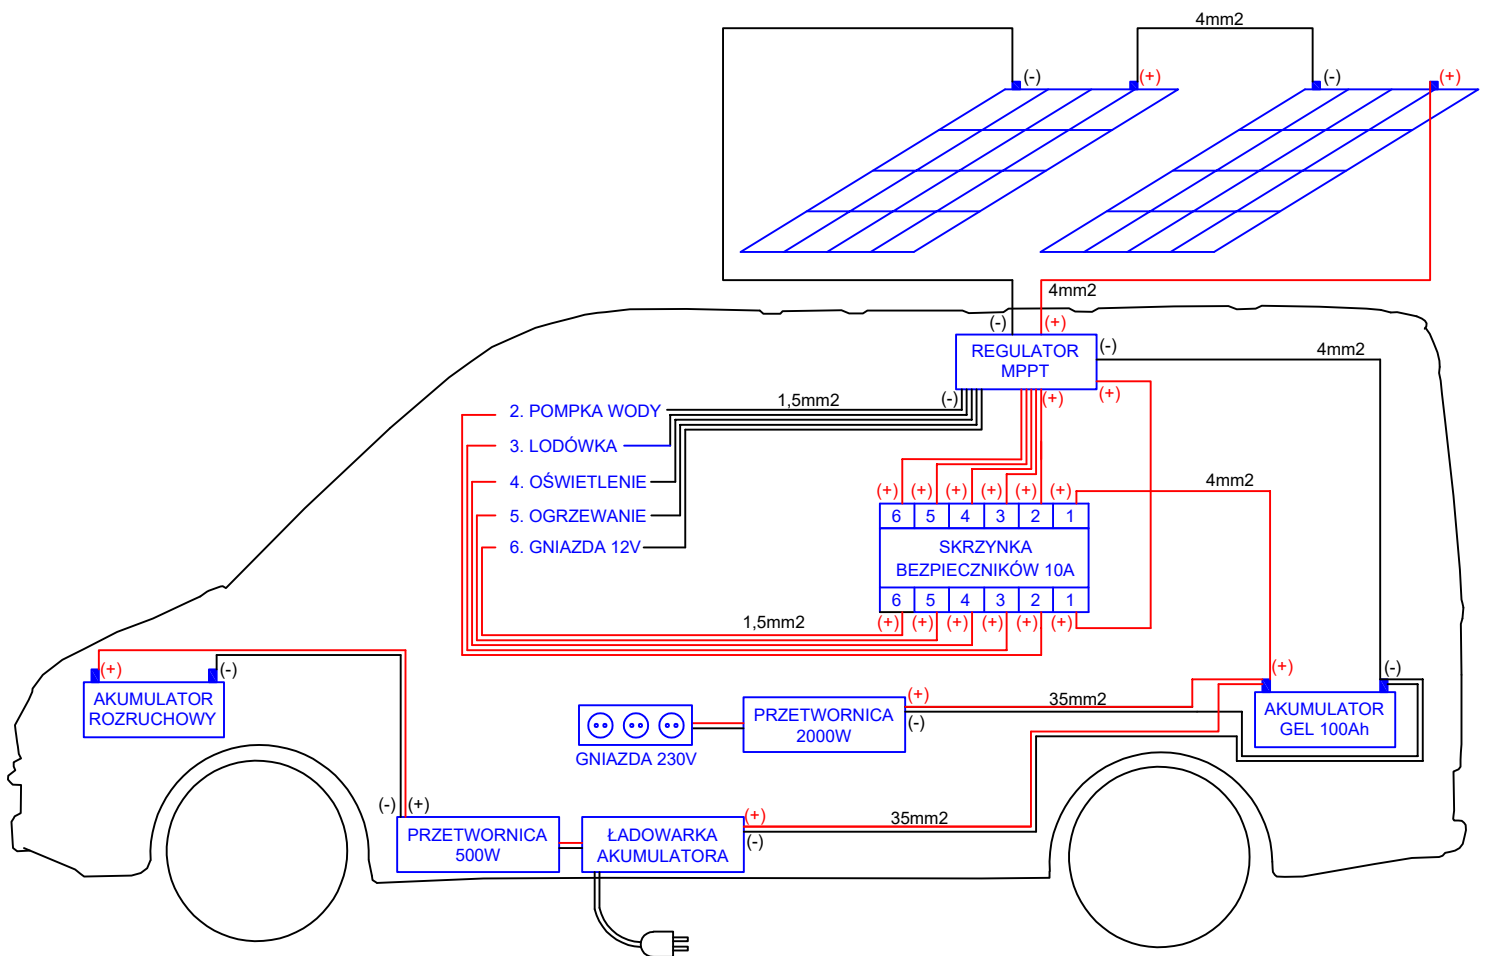 4mm2
(-)
(+)
(-)
(+)
4mm2
(-)
(+)
REGULATOR
MPPT
(-)
4mm2
(+)
(-)
(+)
1,5mm2
2. POMPKA WODY
3. LODÓWKA
4. OŚWIETLENIE
5. OGRZEWANIE
6. GNIAZDA 12V
4mm2
(+) (+) (+) (+) (+) (+)
6 5 4 3 2 1
SKRZYNKA
BEZPIECZNIKÓW 10A
6 5 4 3 2 1
(+) (+) (+) (+) (+) (+)
1,5mm2
(+)
(-)
AKUMULATOR
ROZRUCHOWY
(+)
(-)
AKUMULATOR
GEL 100Ah
(+)
(-)
35mm2
PRZETWORNICA
2000W
GNIAZDA 230V
(-)
(+)
PRZETWORNICA
500W
ŁADOWARKA
AKUMULATORA
(+)
(-)
35mm2